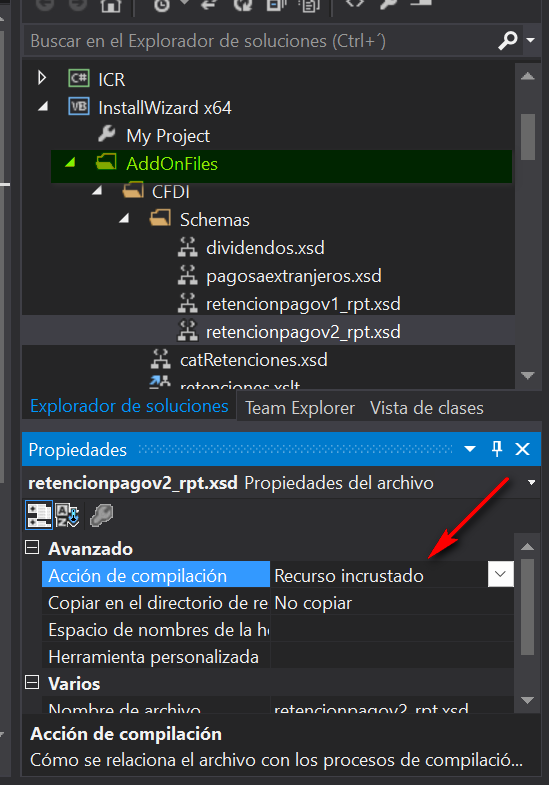 Buscar en el Explorador de soluciones (Ctrl+´)
C# ICR
VB InstallWizard x64
My Project
AddOnFiles
CFDI
Schemas
dividendos.xsd
pagosaextranjeros.xsd
retencionpagov1_rpt.xsd
retencionpagov2_rpt.xsd
catRetenciones.xsd
retenciones.xslt
Explorador de soluciones Team Explorer Vista de clases
Propiedades
retencionpagov2_rpt.xsd Propiedades del archivo
Avanzado
Acción de compilación Recurso incrustado
Copiar en el directorio de re No copiar
Espacio de nombres de la he
Herramienta personalizada
Varios
Nombre de archivo retencionpagov2_rpt.xsd
Acción de compilación
Cómo se relaciona el archivo con los procesos de compilació...